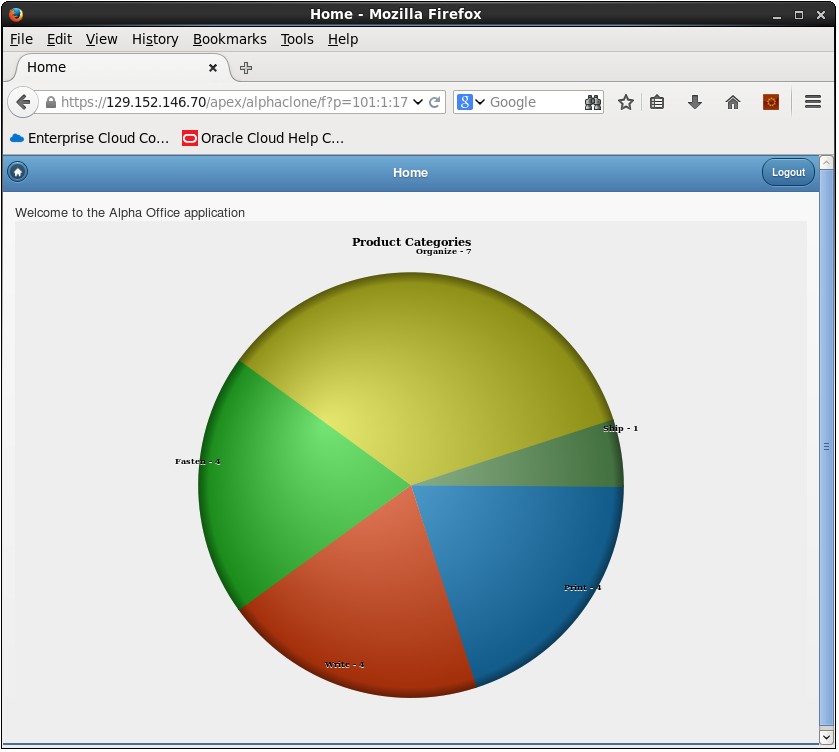 Home - Mozilla Firefox
File Edit View History Bookmarks Tools Help
Home
https://129.152.146.70/apex/alphaclone/f?p=101:1:17
Google
Enterprise Cloud Co...
Oracle Cloud Help C...
Home
Logout
Welcome to the Alpha Office application
Product Categories
Organize - 7
Ship - 1
Fasten - 4
Print - 4
Write - 4